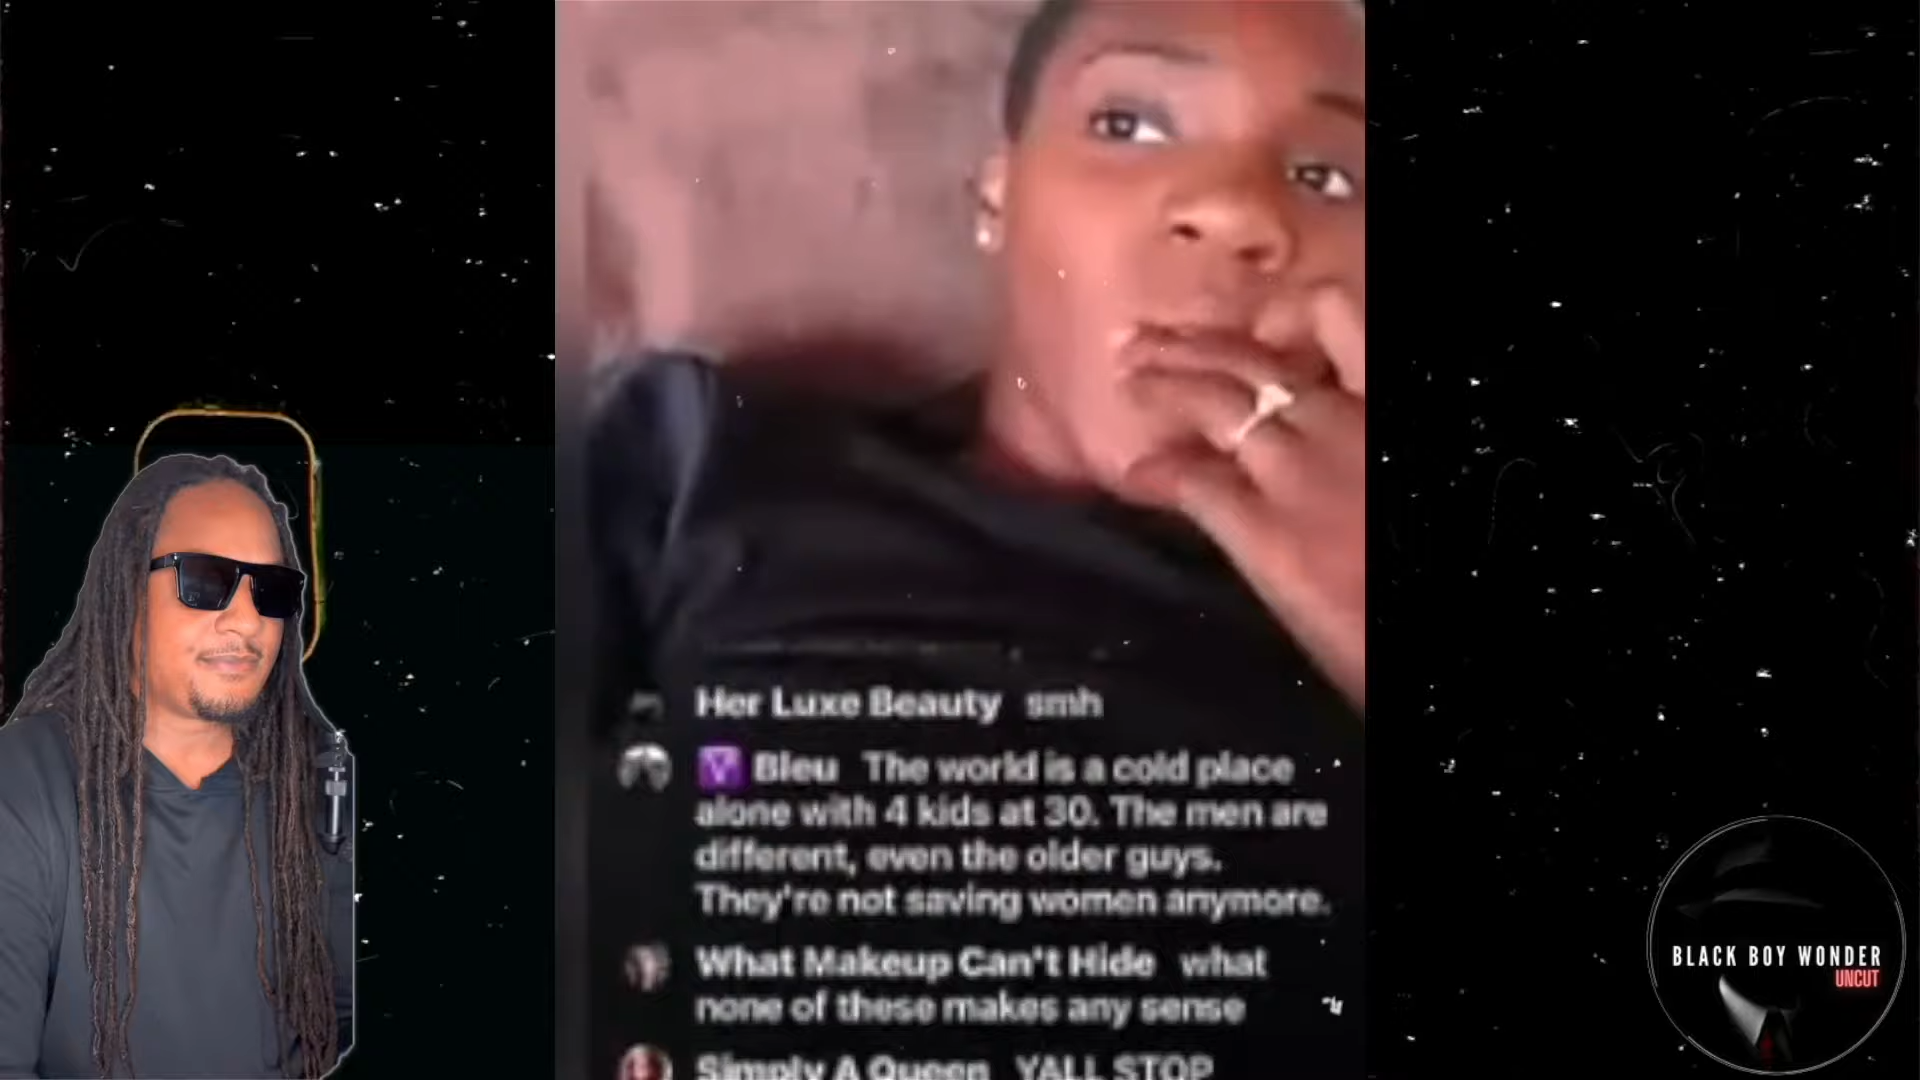 Her Luxe Beauty smh
Bleu The world is a cold place
alone with 4 kids at 30. The men are
different, even the older guys.
They're not saving women anymore.
What Makeup Can't Hide what
none of these makes any sense
Simply A Queen YALL STOP
BLACK BOY WONDER
UNCUT